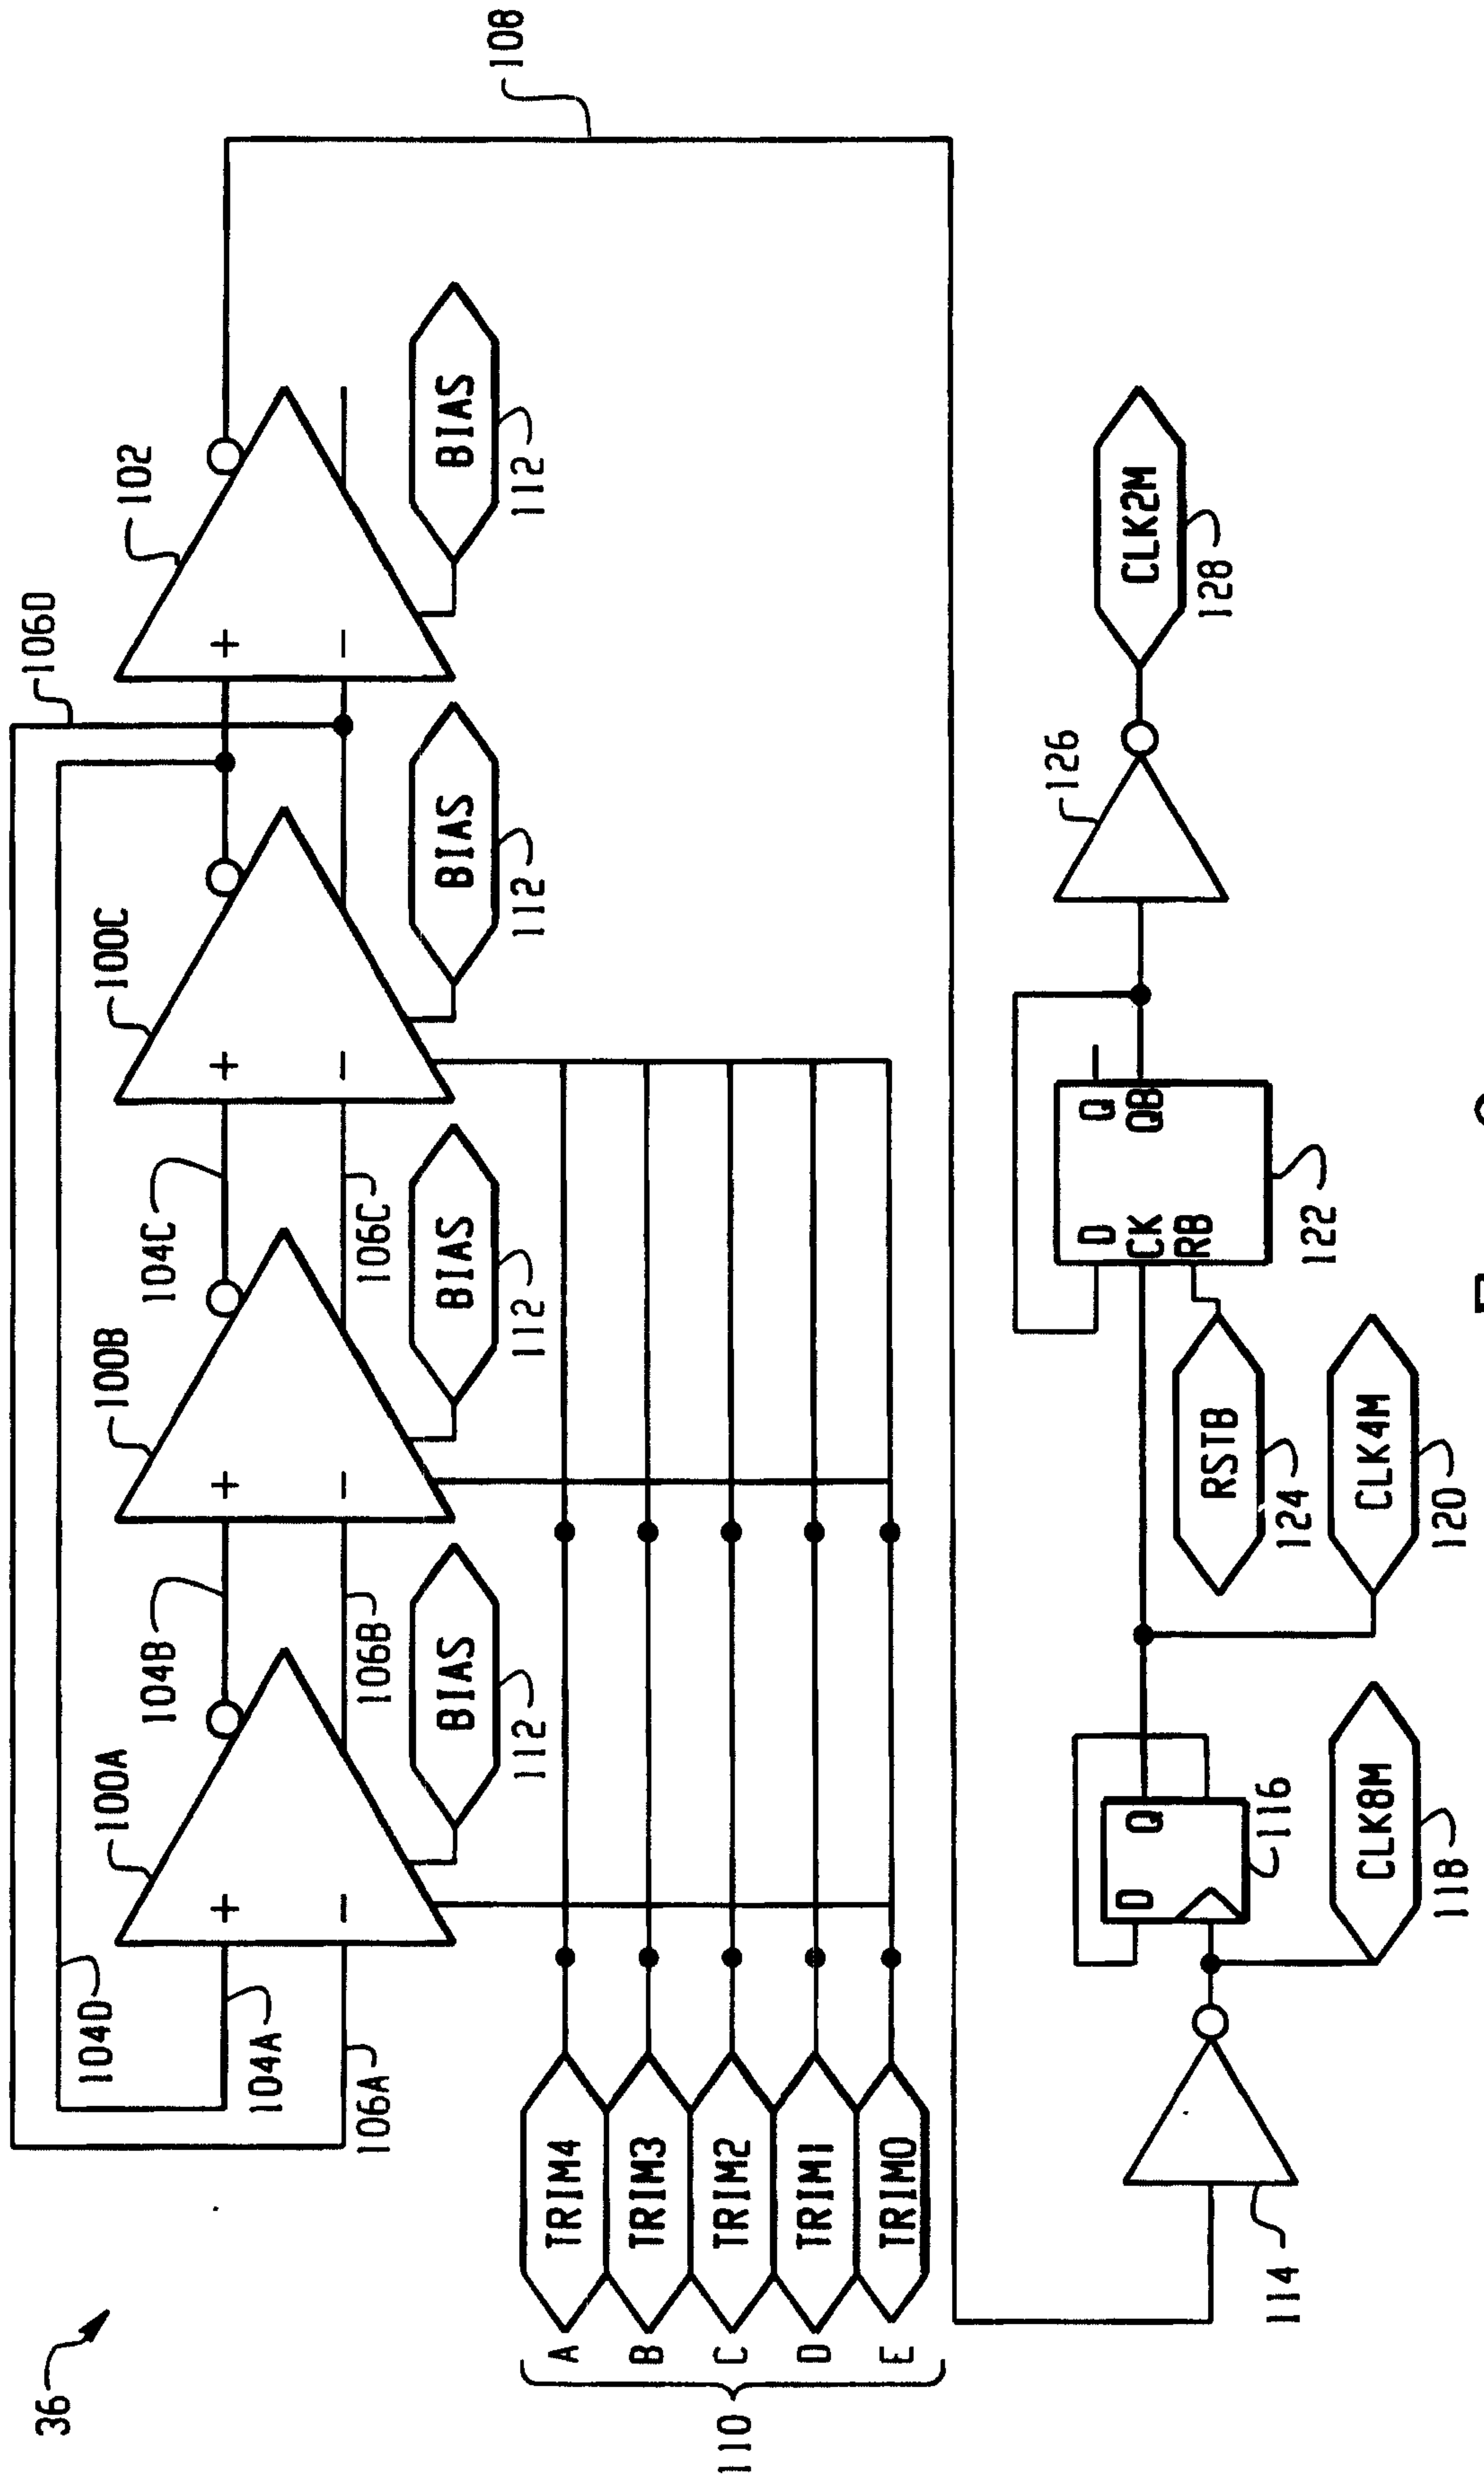 36
106D
104D
104A
106A
100A
104B
106B
100B
104C
106C
100C
102
108
+
−
+
−
+
−
+
−
BIAS
112
BIAS
112
BIAS
112
BIAS
112
110
A TRIM4
B TRIM3
C TRIM2
D TRIM1
E TRIM0
114
D Q
116
CLK8M
118
CLK4M
120
RSTB
124
D Q
CK QB
RB
122
126
CLK2M
128